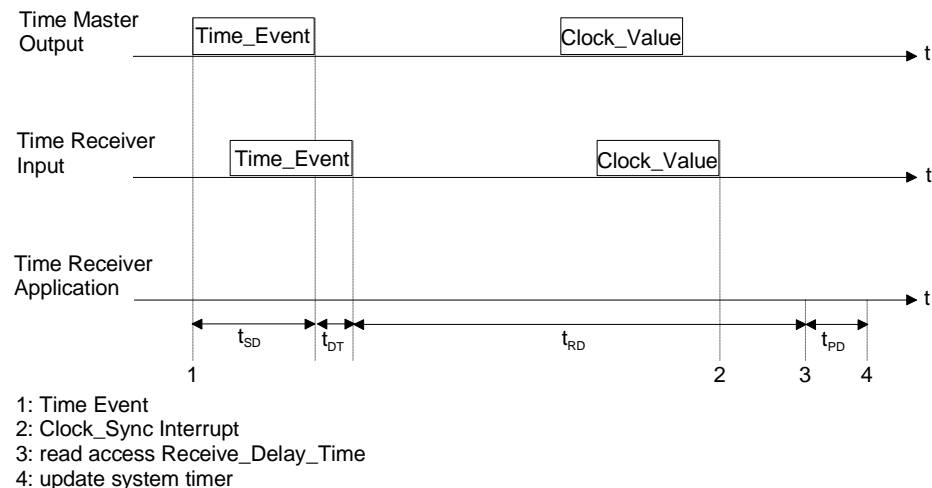 Time Master
Output
Time_Event
Clock_Value
t
Time Receiver
Input
Time_Event
Clock_Value
t
Time Receiver
Application
t
tSD
tDT
tRD
tPD
1
2
3
4
1: Time Event
2: Clock_Sync Interrupt
3: read access Receive_Delay_Time
4: update system timer